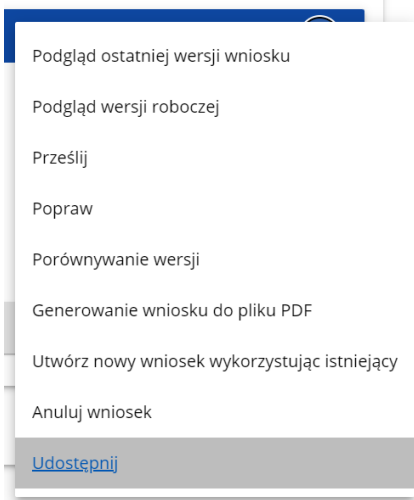 Podgląd ostatniej wersji wniosku
Podgląd wersji roboczej
Prześlij
Popraw
Porównywanie wersji
Generowanie wniosku do pliku PDF
Utwórz nowy wniosek wykorzystując istniejący
Anuluj wniosek
Udostępnij